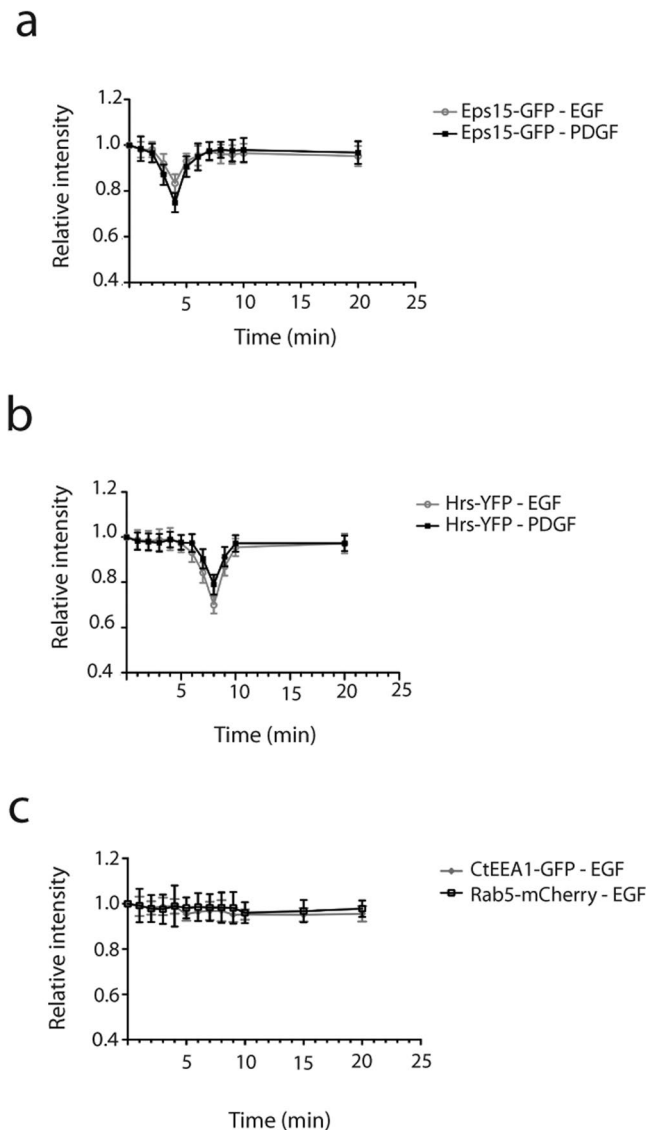 a
1.2
1.0
0.8
0.6
0.4
Relative intensity
5
10
15
20
25
Time (min)
Eps15-GFP - EGF
Eps15-GFP - PDGF
b
1.2
1.0
0.8
0.6
0.4
Relative intensity
5
10
15
20
25
Time (min)
Hrs-YFP - EGF
Hrs-YFP - PDGF
c
1.2
1.0
0.8
0.6
0.4
Relative intensity
5
10
15
20
25
Time (min)
CtEEA1-GFP - EGF
Rab5-mCherry - EGF